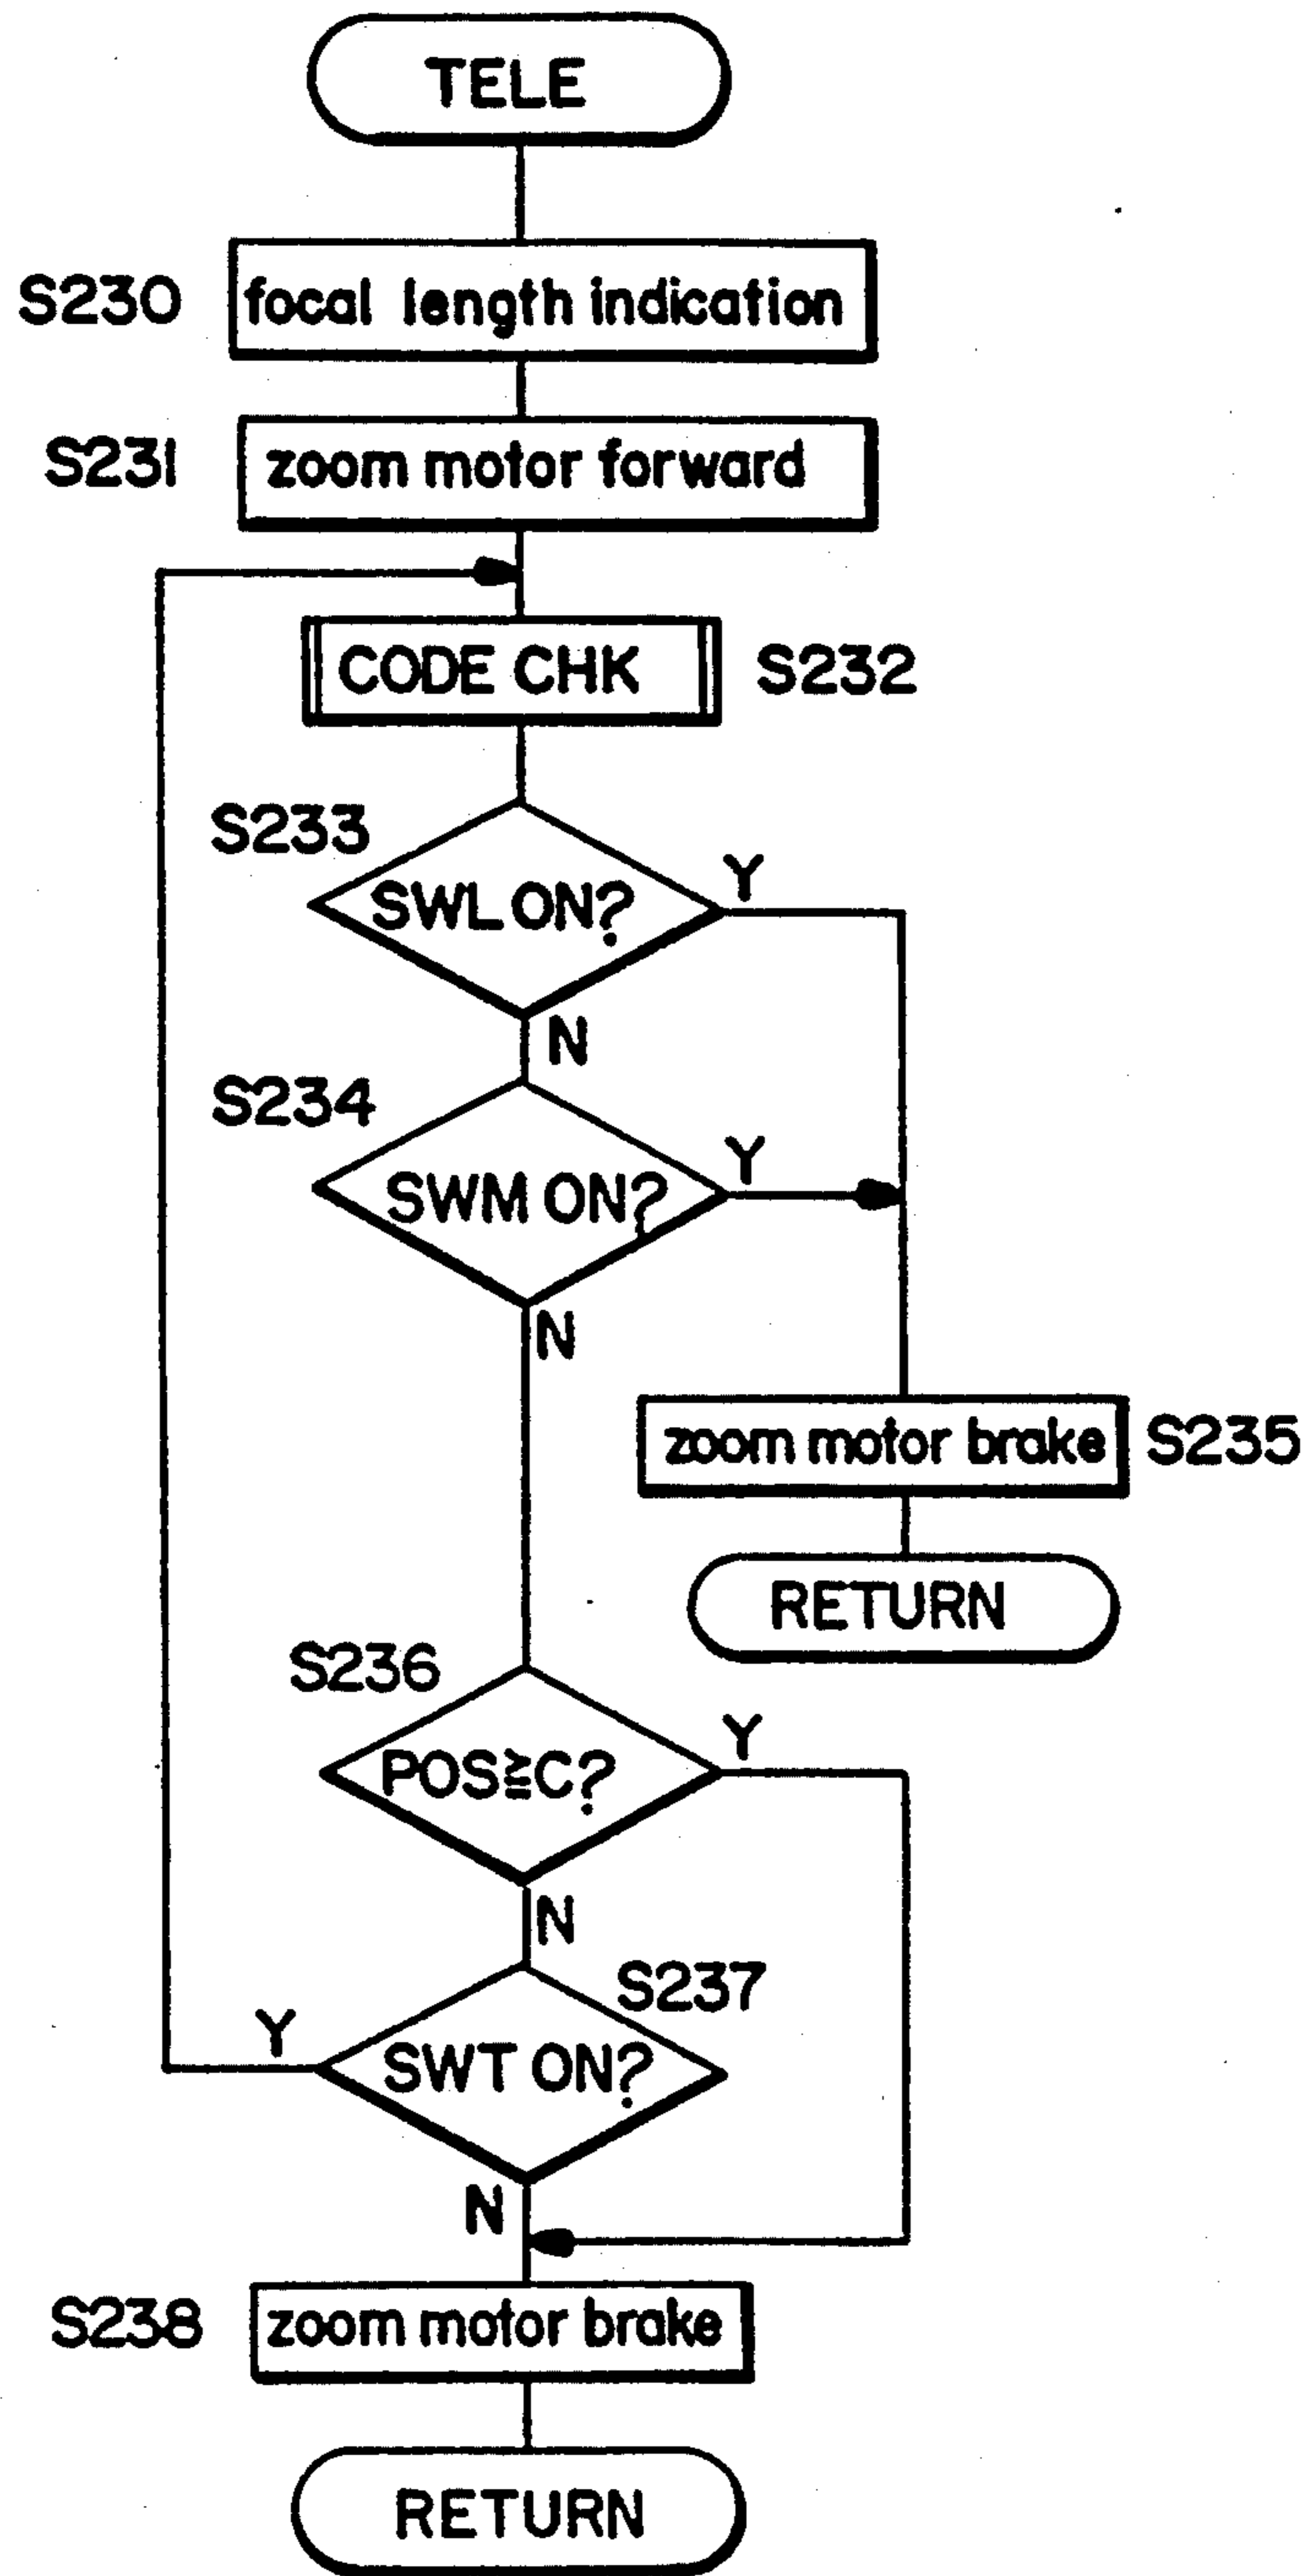 TELE
S230
focal length indication
S231
zoom motor forward
CODE CHK
S232
S233
SWL ON?
Y
N
S234
SWM ON?
Y
N
zoom motor brake
S235
RETURN
S236
POS≧C?
Y
N
S237
SWT ON?
Y
N
S238
zoom motor brake
RETURN